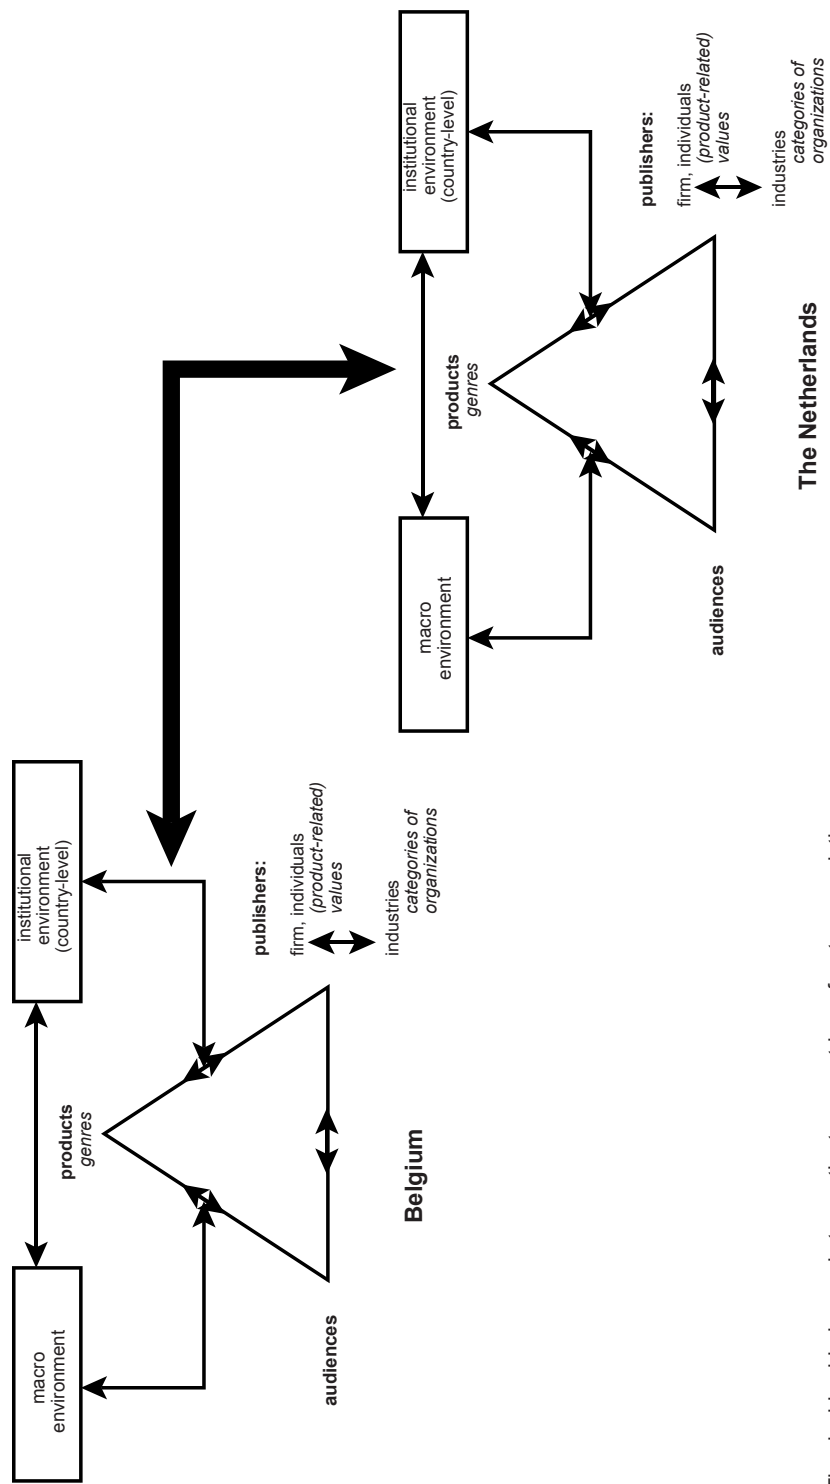 macro
environment
institutional
environment
(country-level)
products
genres
audiences
publishers:
firm, individuals
(product-related)
values
industries
categories of
organizations
Belgium
macro
environment
institutional
environment
(country-level)
products
genres
audiences
publishers:
firm, individuals
(product-related)
values
industries
categories of
organizations
The Netherlands